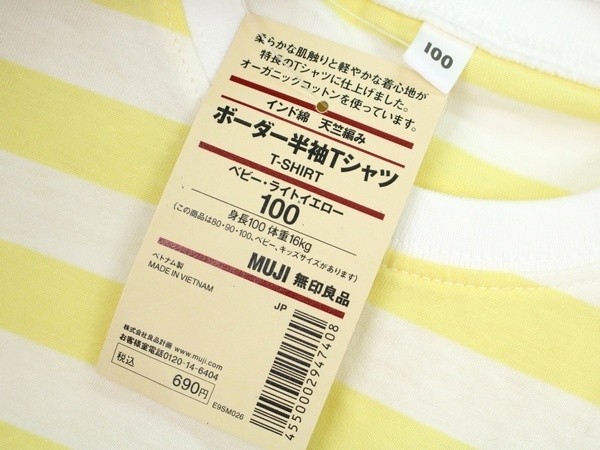 100
柔らかな肌触りと軽やかな着心地が
特長のTシャツに仕上げました。
オーガニックコットンを使っています。
インド綿 天竺編み
ボーダー半袖Tシャツ
T-SHIRT
ベビー・ライトイエロー
100
身長100 体重16kg
(この商品は80・90・100、ベビー、キッズサイズがあります)
MUJI 無印良品
ベトナム製
MADE IN VIETNAM
JP
株式会社良品計画 www.muji.com
お客様室電話0120-14-6404
税込
690円
E9SM026
4550002947408